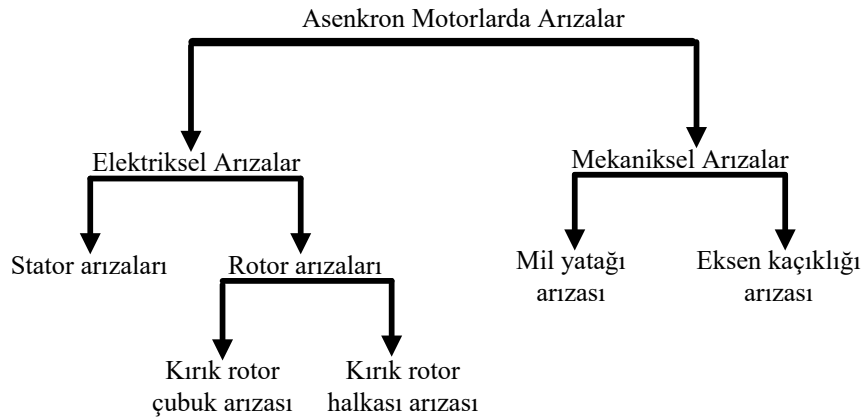 Asenkron Motorlarda Arızalar
Elektriksel Arızalar
Mekaniksel Arızalar
Stator arızaları
Rotor arızaları
Mil yatağı
arızası
Eksen kaçıklığı
arızası
Kırık rotor
çubuk arızası
Kırık rotor
halkası arızası